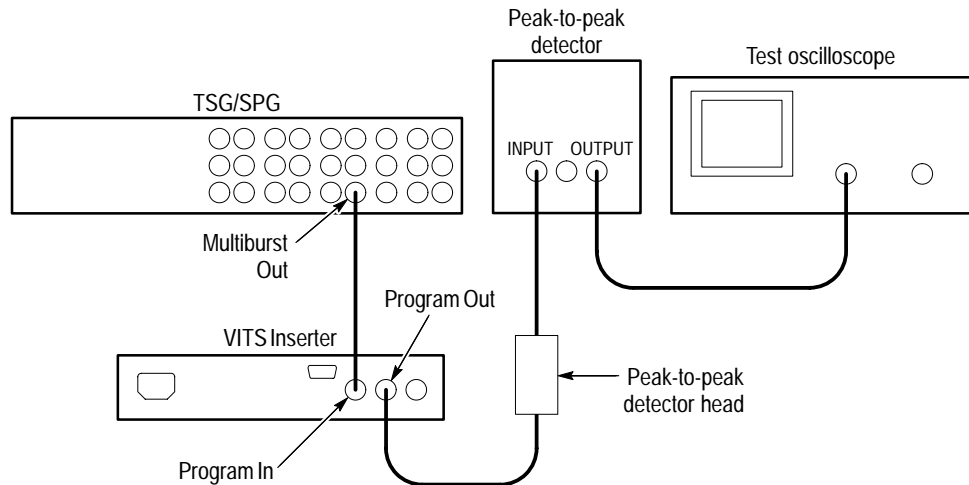 Peak-to-peak
detector
Test oscilloscope
TSG/SPG
INPUT OUTPUT
Multiburst
Out
Program Out
VITS Inserter
Peak-to-peak
detector head
Program In